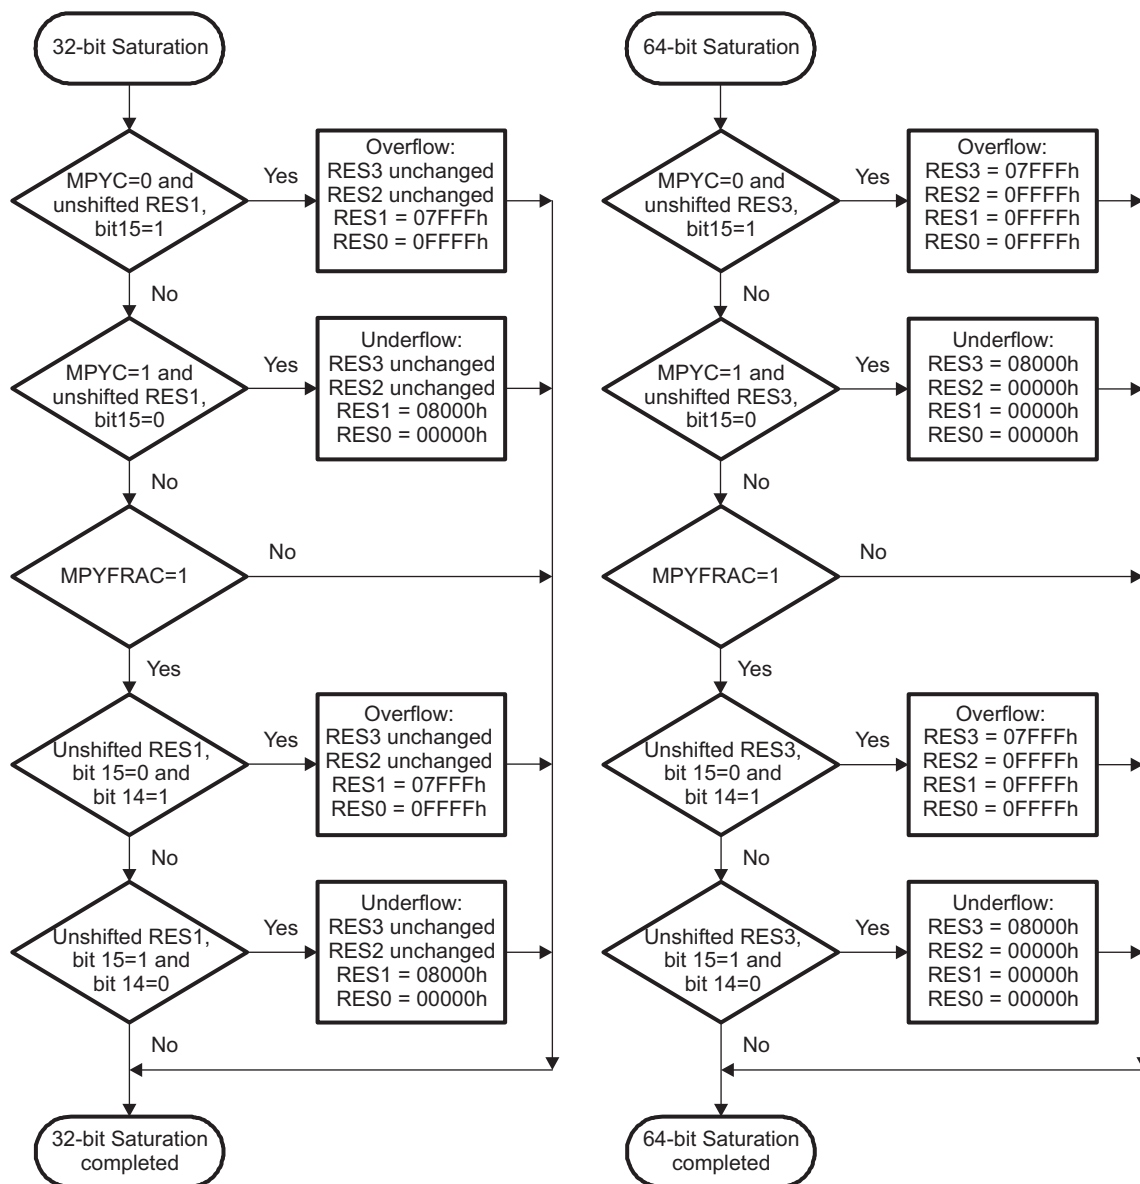 32-bit Saturation
MPYC=0 and
unshifted RES1,
bit15=1
Yes
Overflow:
RES3 unchanged
RES2 unchanged
RES1 = 07FFFh
RES0 = 0FFFFh
No
MPYC=1 and
unshifted RES1,
bit15=0
Yes
Underflow:
RES3 unchanged
RES2 unchanged
RES1 = 08000h
RES0 = 00000h
No
MPYFRAC=1
No
Yes
Unshifted RES1,
bit 15=0 and
bit 14=1
Yes
Overflow:
RES3 unchanged
RES2 unchanged
RES1 = 07FFFh
RES0 = 0FFFFh
No
Unshifted RES1,
bit 15=1 and
bit 14=0
Yes
Underflow:
RES3 unchanged
RES2 unchanged
RES1 = 08000h
RES0 = 00000h
No
32-bit Saturation
completed
64-bit Saturation
MPYC=0 and
unshifted RES3,
bit15=1
Yes
Overflow:
RES3 = 07FFFh
RES2 = 0FFFFh
RES1 = 0FFFFh
RES0 = 0FFFFh
No
MPYC=1 and
unshifted RES3,
bit15=0
Yes
Underflow:
RES3 = 08000h
RES2 = 00000h
RES1 = 00000h
RES0 = 00000h
No
MPYFRAC=1
No
Yes
Unshifted RES3,
bit 15=0 and
bit 14=1
Yes
Overflow:
RES3 = 07FFFh
RES2 = 0FFFFh
RES1 = 0FFFFh
RES0 = 0FFFFh
No
Unshifted RES3,
bit 15=1 and
bit 14=0
Yes
Underflow:
RES3 = 08000h
RES2 = 00000h
RES1 = 00000h
RES0 = 00000h
No
64-bit Saturation
completed